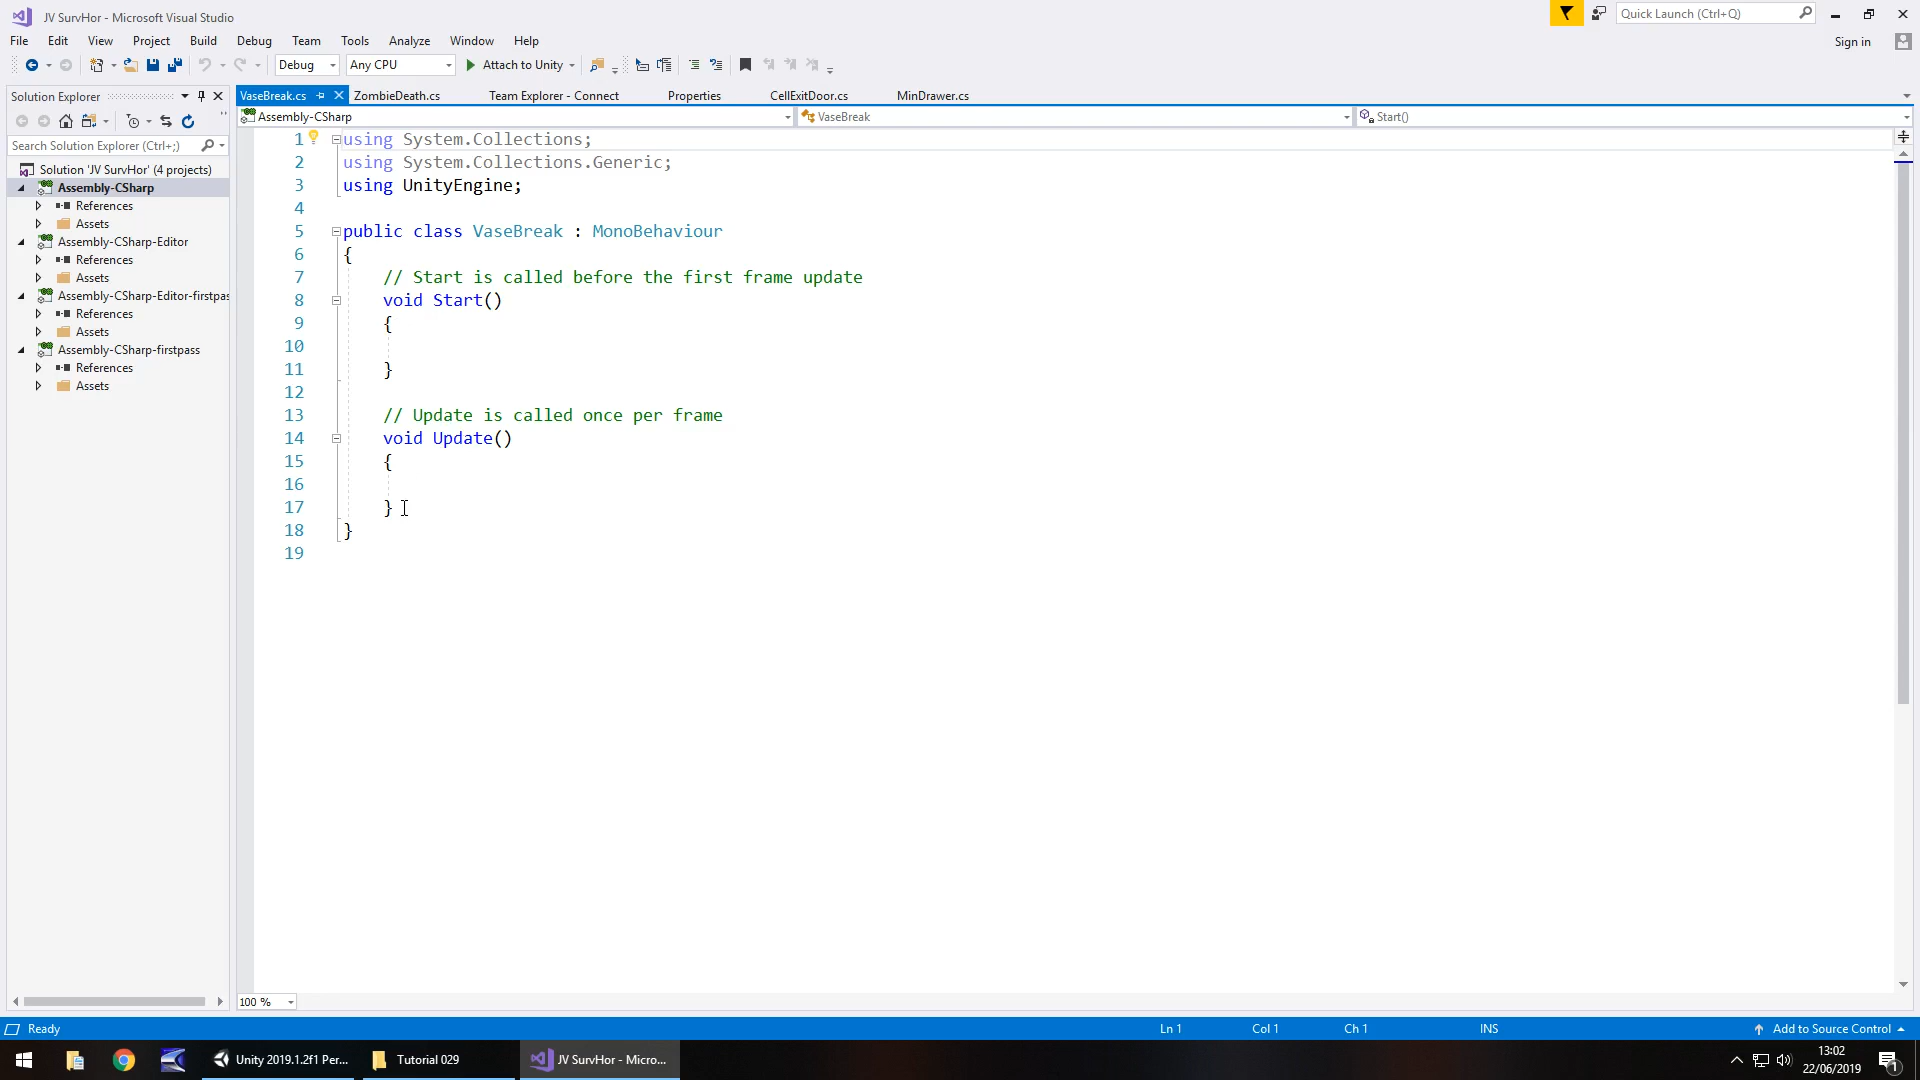 JV SurvHor - Microsoft Visual Studio
Quick Launch (Ctrl+Q)
File Edit View Project Build Debug Team Tools Analyze Window Help
Sign in
Debug Any CPU Attach to Unity
Solution Explorer
VaseBreak.cs ZombieDeath.cs Team Explorer - Connect Properties CellExitDoor.cs MinDrawer.cs
Assembly-CSharp VaseBreak Start()
Search Solution Explorer (Ctrl+;)
Solution 'JV SurvHor' (4 projects)
Assembly-CSharp
References
Assets
Assembly-CSharp-Editor
References
Assets
Assembly-CSharp-Editor-firstpas
References
Assets
Assembly-CSharp-firstpass
References
Assets
1 using System.Collections;
2 using System.Collections.Generic;
3 using UnityEngine;
4
5 public class VaseBreak : MonoBehaviour
6 {
7 // Start is called before the first frame update
8 void Start()
9 {
10
11 }
12
13 // Update is called once per frame
14 void Update()
15 {
16
17 }
18 }
19
100 %
Ready Ln 1 Col 1 Ch 1 INS Add to Source Control
Unity 2019.1.2f1 Per... Tutorial 029 JV SurvHor - Micro...
13:02
22/06/2019
1